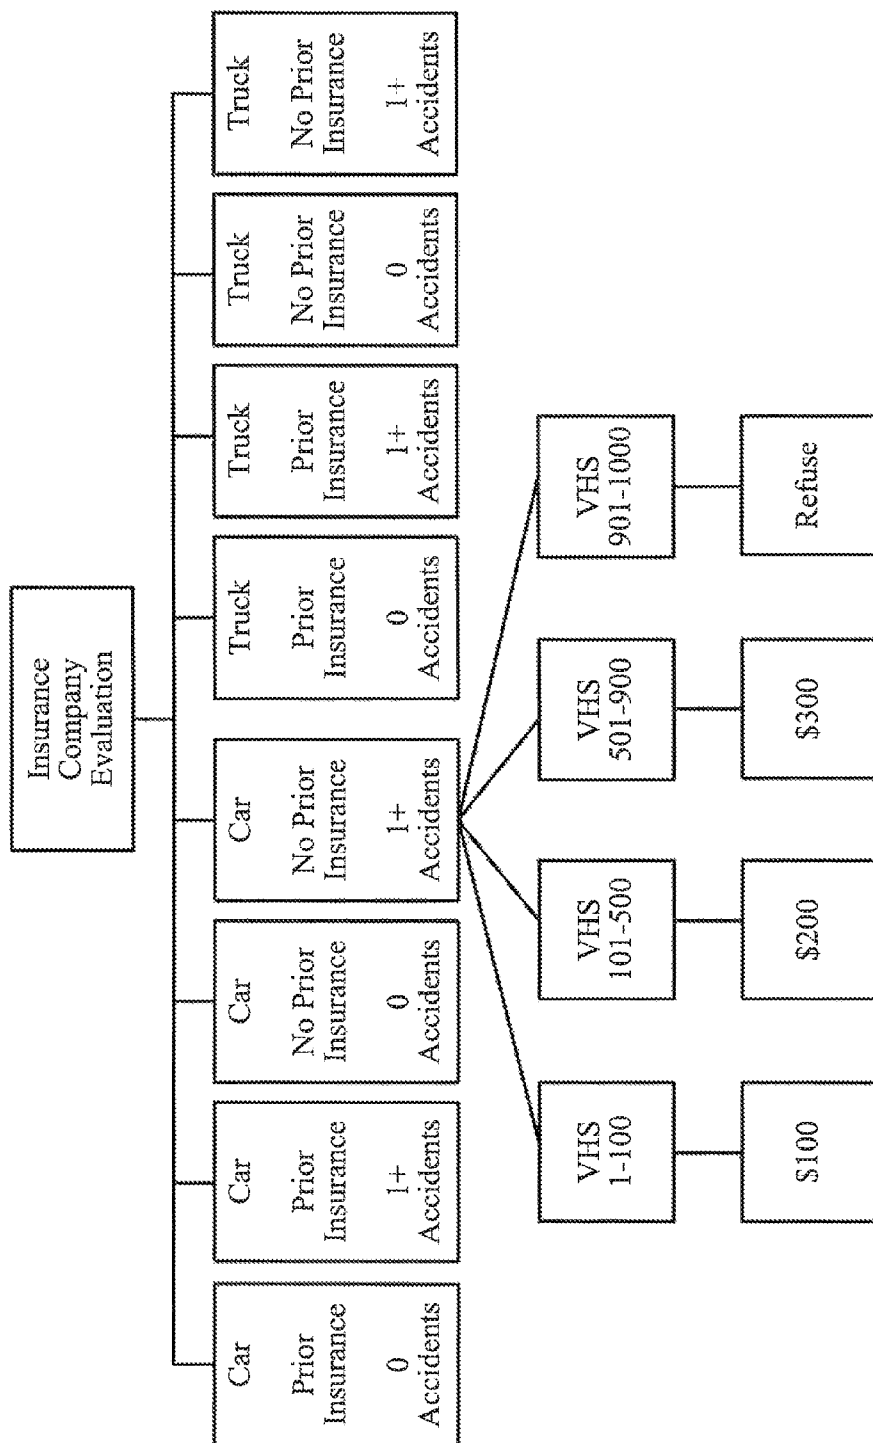 Insurance
Company
Evaluation
Car
Prior
Insurance
0
Accidents
Car
Prior
Insurance
1+
Accidents
Car
No Prior
Insurance
0
Accidents
Car
No Prior
Insurance
1+
Accidents
Truck
Prior
Insurance
0
Accidents
Truck
Prior
Insurance
1+
Accidents
Truck
No Prior
Insurance
0
Accidents
Truck
No Prior
Insurance
1+
Accidents
VHS
1-100
VHS
101-500
VHS
501-900
VHS
901-1000
$100
$200
$300
Refuse